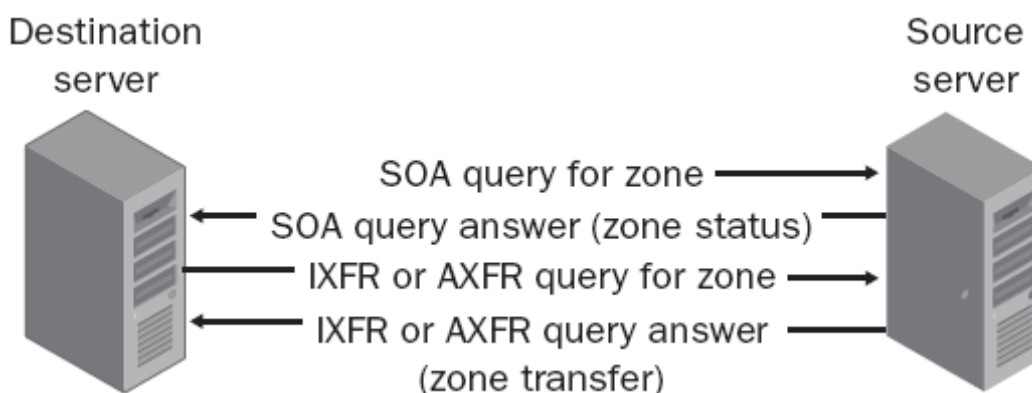 Destination
server
Source
server
SOA query for zone
SOA query answer (zone status)
IXFR or AXFR query for zone
IXFR or AXFR query answer
(zone transfer)